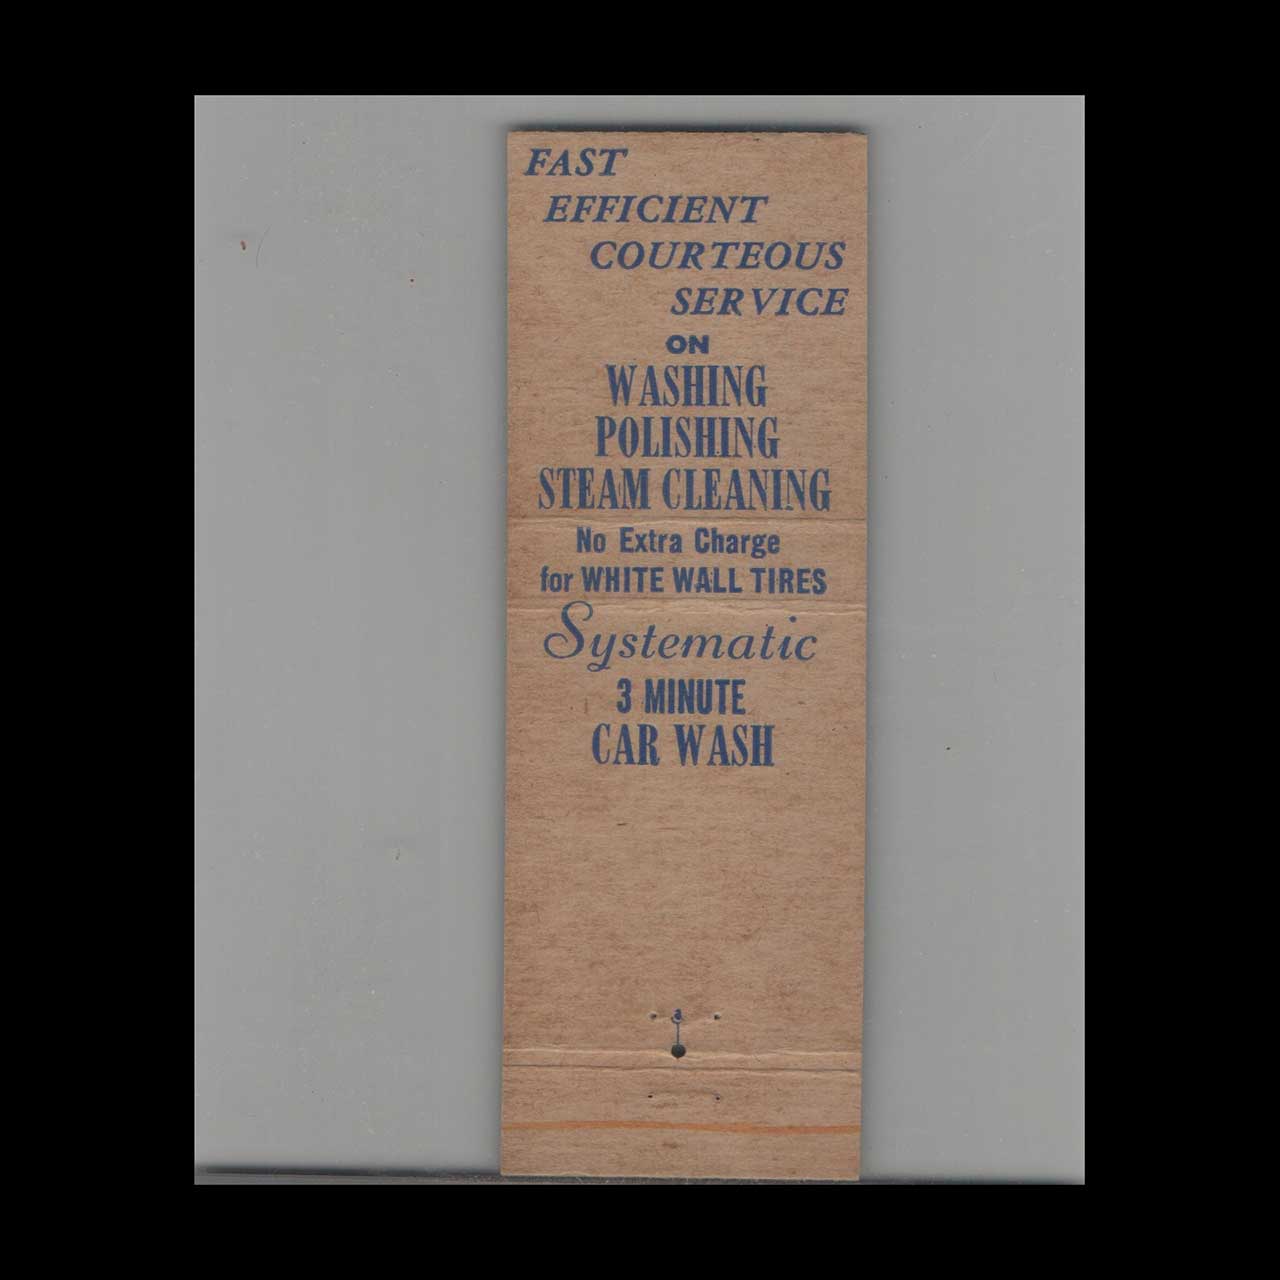 FAST
EFFICIENT
COURTEOUS
SERVICE
ON
WASHING
POLISHING
STEAM CLEANING
No Extra Charge
for WHITE WALL TIRES
Systematic
3 MINUTE
CAR WASH